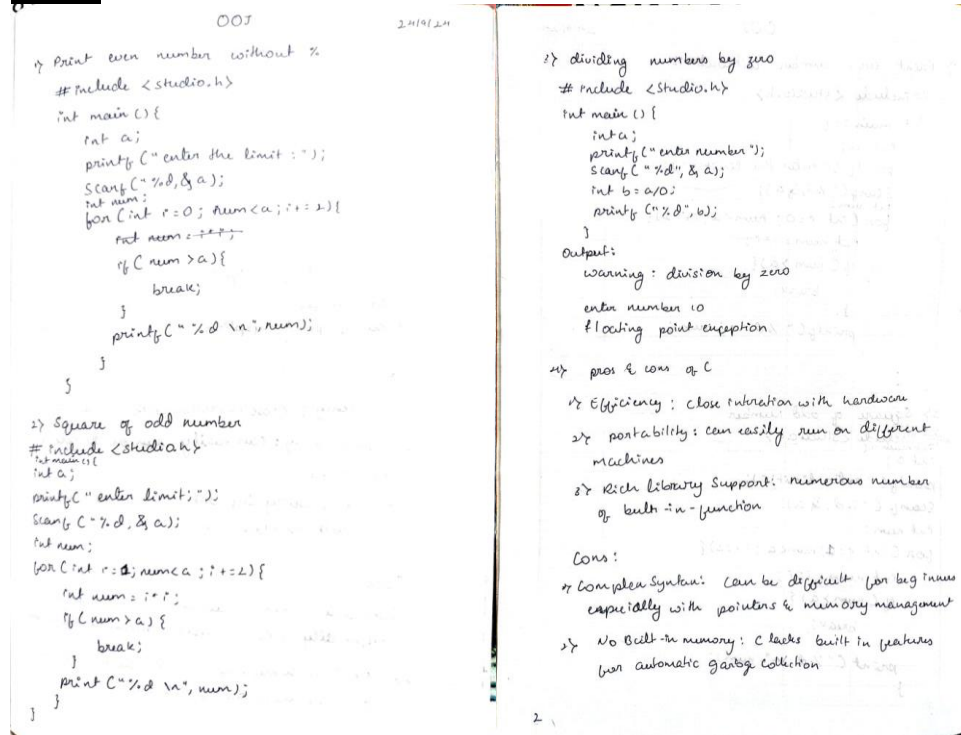 OOJ
24/9/24
1) Print even number without %
# include <studio.h>
int main () {
int a;
printf ("enter the limit : ");
scanf (" %d, & a);
int num;
for (int i=0; num<a; i+=2){
int num = i*i;
if ( num >a) {
break;
}
printf (" %d \n", num);
}
}
2) Square of odd number
# include <studio.h>
int main () {
int a;
printf (" enter limit; ");
scanf (" %d, & a);
int num;
for ( int i=1; num<a ; i +=2) {
int num = i*i;
if ( num > a) {
break;
}
print (" %d \n", num);
}
}
3) dividing numbers by zero
# include <studio.h>
int main () {
int a;
printf ("enter number ");
scanf (" %d", & a);
int b = a/0;
printf ("%d", b);
}
Output:
warning : division by zero
enter number 10
floating point exception
4) pros & cons of C
1) Efficiency : close interation with hardware
2) portability : can easily run on different
machines
3) Rich library Support: numerous number
of built-in-function
Cons :
1) Complex Syntax: Can be difficult for beginners
especially with pointers & memory management
2) No Built-in memory : C lacks built in features
for automatic garbge collection
2